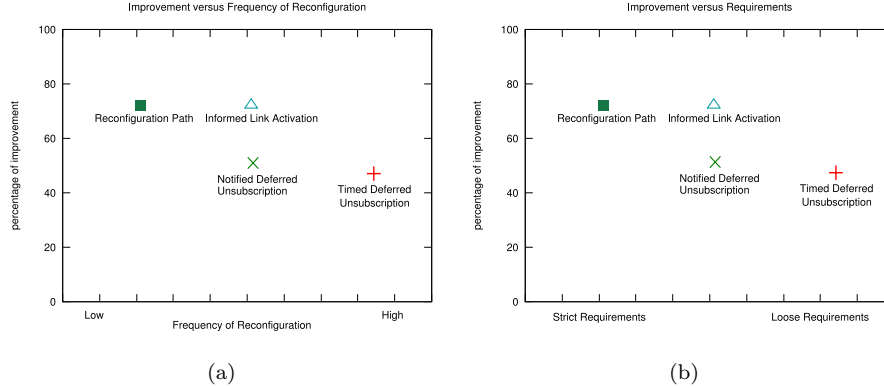 Improvement versus Frequency of Reconfiguration
percentage of improvement
100
80
60
40
20
0
Reconfiguration Path
Informed Link Activation
Notified Deferred
Unsubscription
Timed Deferred
Unsubscription
Low
High
Frequency of Reconfiguration
(a)
Improvement versus Requirements
percentage of improvement
100
80
60
40
20
0
Reconfiguration Path
Informed Link Activation
Notified Deferred
Unsubscription
Timed Deferred
Unsubscription
Strict Requirements
Loose Requirements
(b)